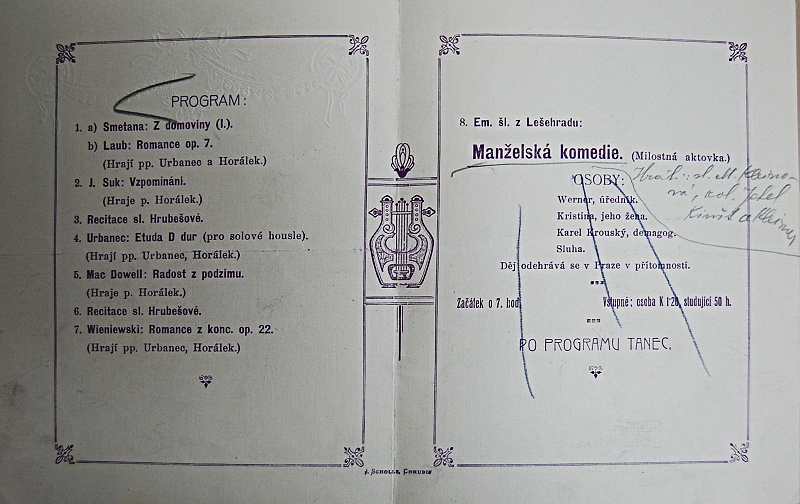 PROGRAM:
1. a) Smetana: Z domoviny (I.).
b) Laub: Romance op. 7.
(Hrají pp. Urbanec a Horálek.)
2. J. Suk: Vzpomínání.
(Hraje p. Horálek.)
3. Recitace sl. Hrubešové.
4. Urbanec: Etuda D dur (pro solové housle).
(Hrají pp. Urbanec, Horálek.)
5. Mac Dowell: Radost z podzimu.
(Hraje p. Horálek.)
6. Recitace sl. Hrubešové.
7. Wieniewski: Romance z konc. op. 22.
(Hrají pp. Urbanec, Horálek.)
8. Em. šl. z Lešehradu:
Manželská komedie. (Milostná aktovka.)
OSOBY:
Werner, úředník.
Kristina, jeho žena.
Karel Krouský, demagog.
Sluha.
Děj odehrává se v Praze v přítomnosti.
Začátek o 7. hod.
Vstupné: osoba K 1·20, studující 50 h.
PO PROGRAMU TANEC.
sl. M.
kol.
J. Scholle, Chrudim